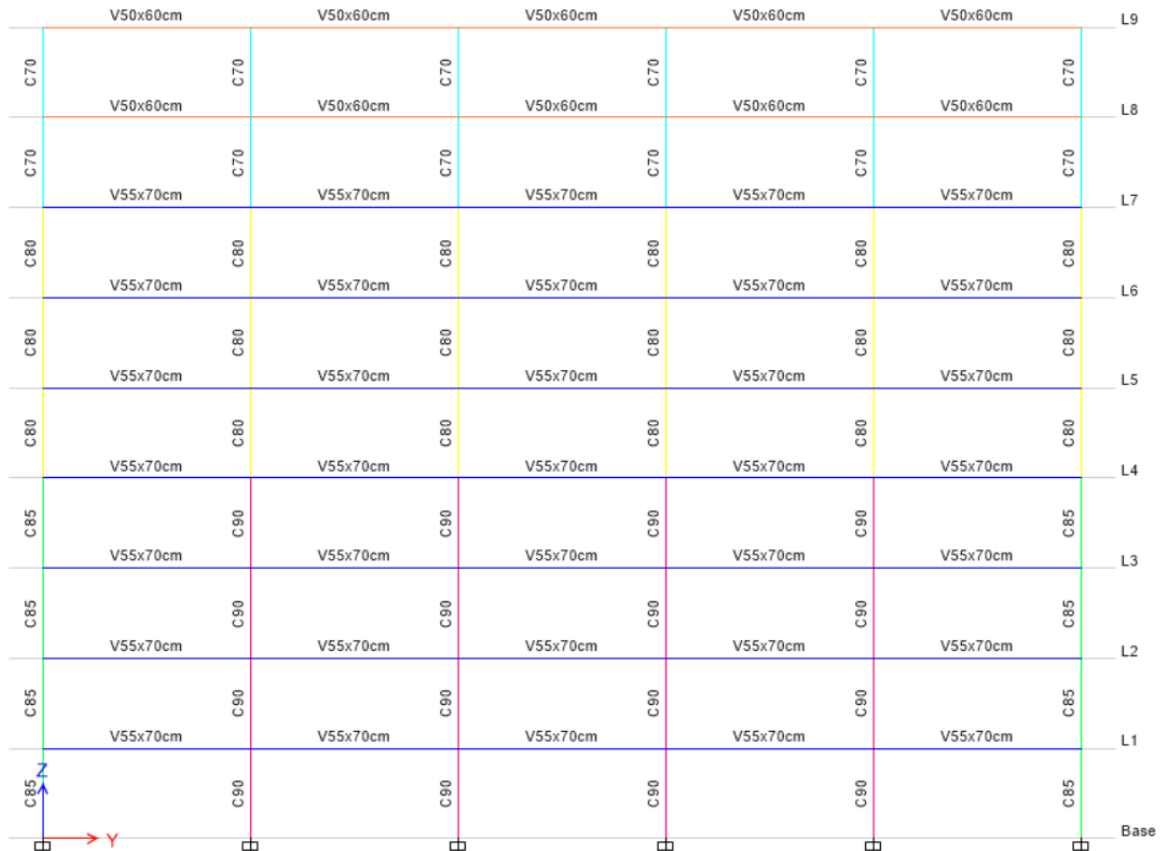 V50x60cm V50x60cm V50x60cm V50x60cm V50x60cm L9
C70 C70 C70 C70 C70 C70
V50x60cm V50x60cm V50x60cm V50x60cm V50x60cm L8
C70 C70 C70 C70 C70 C70
V55x70cm V55x70cm V55x70cm V55x70cm V55x70cm L7
C80 C80 C80 C80 C80 C80
V55x70cm V55x70cm V55x70cm V55x70cm V55x70cm L6
C80 C80 C80 C80 C80 C80
V55x70cm V55x70cm V55x70cm V55x70cm V55x70cm L5
C80 C80 C80 C80 C80 C80
V55x70cm V55x70cm V55x70cm V55x70cm V55x70cm L4
C85 C90 C90 C90 C90 C85
V55x70cm V55x70cm V55x70cm V55x70cm V55x70cm L3
C85 C90 C90 C90 C90 C85
V55x70cm V55x70cm V55x70cm V55x70cm V55x70cm L2
C85 C90 C90 C90 C90 C85
V55x70cm V55x70cm V55x70cm V55x70cm V55x70cm L1
Z
C85 C90 C90 C90 C90 C85
Y Base